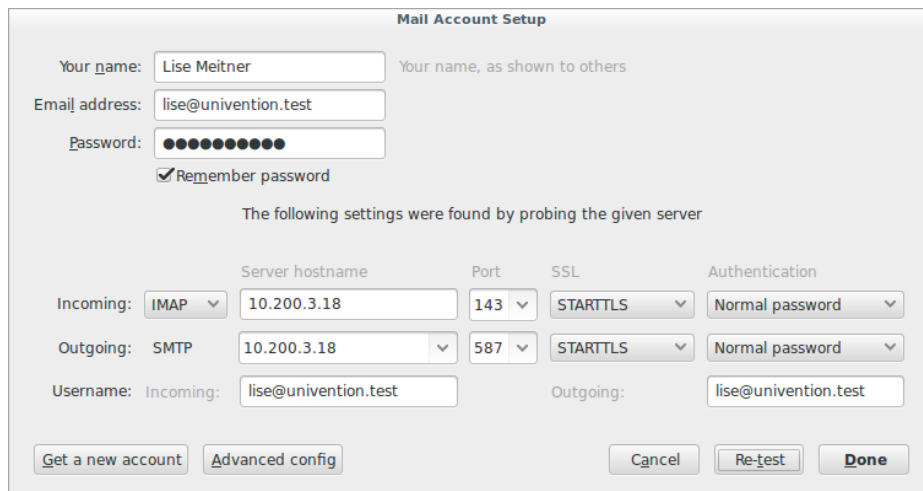 Mail Account Setup
Your name: Lise Meitner Your name, as shown to others
Email address: lise@univention.test
Password: ●●●●●●●●●●
Remember password
The following settings were found by probing the given server
Server hostname Port SSL Authentication
Incoming: IMAP 10.200.3.18 143 STARTTLS Normal password
Outgoing: SMTP 10.200.3.18 587 STARTTLS Normal password
Username: Incoming: lise@univention.test Outgoing: lise@univention.test
Get a new account Advanced config Cancel Re-test Done